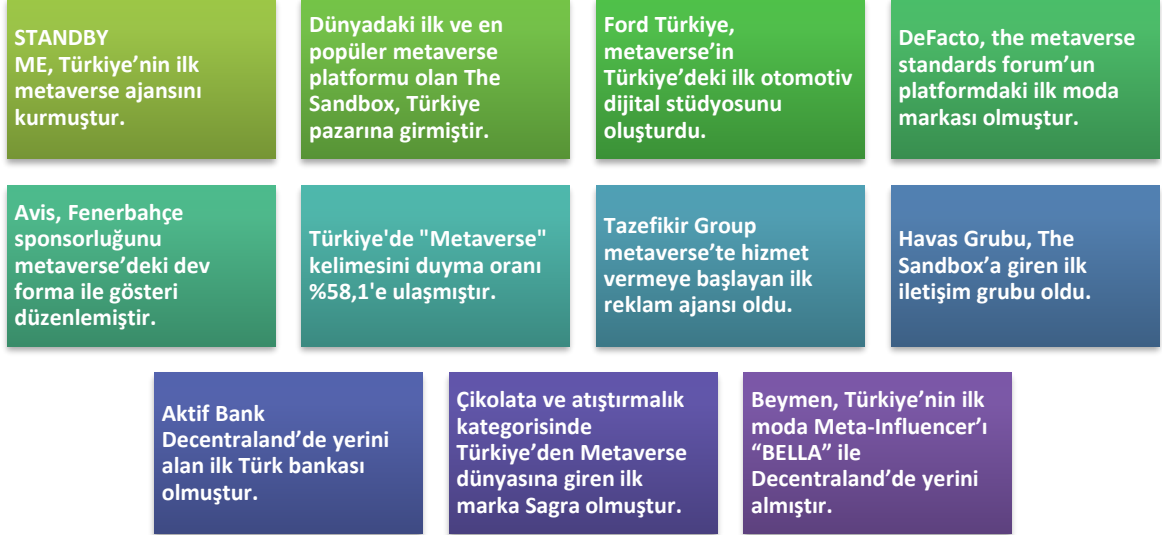 STANDBY
ME, Türkiye’nin ilk
metaverse ajansını
kurmuştur.
Dünyadaki ilk ve en
popüler metaverse
platformu olan The
Sandbox, Türkiye
pazarına girmiştir.
Ford Türkiye,
metaverse’in
Türkiye’deki ilk otomotiv
dijital stüdyosunu
oluşturdu.
DeFacto, the metaverse
standards forum’un
platformdaki ilk moda
markası olmuştur.
Avis, Fenerbahçe
sponsorluğunu
metaverse’deki dev
forma ile gösteri
düzenlemiştir.
Türkiye'de "Metaverse"
kelimesini duyma oranı
%58,1'e ulaşmıştır.
Tazefikir Group
metaverse’te hizmet
vermeye başlayan ilk
reklam ajansı oldu.
Havas Grubu, The
Sandbox’a giren ilk
iletişim grubu oldu.
Aktif Bank
Decentraland’de yerini
alan ilk Türk bankası
olmuştur.
Çikolata ve atıştırmalık
kategorisinde
Türkiye’den Metaverse
dünyasına giren ilk
marka Sagra olmuştur.
Beymen, Türkiye’nin ilk
moda Meta-Influencer’ı
“BELLA” ile
Decentraland’de yerini
almıştır.